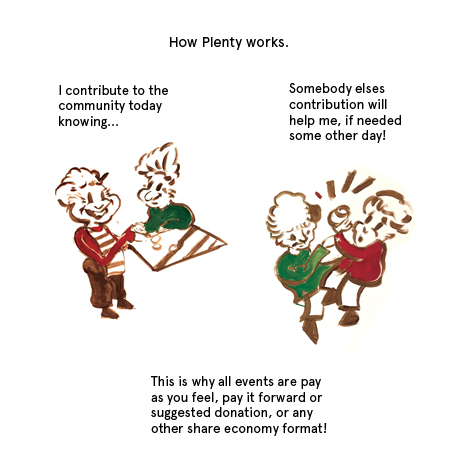 How Plenty works.
I contribute to the
community today
knowing...
Somebody elses
contribution will
help me, if needed
some other day!
This is why all events are pay
as you feel, pay it forward or
suggested donation, or any
other share economy format!